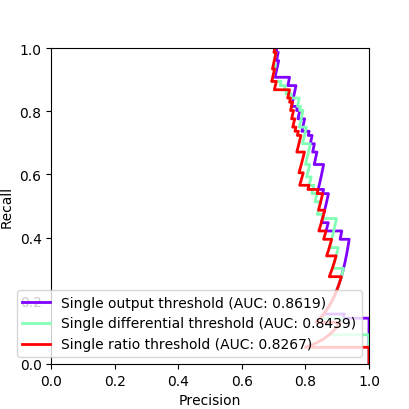 1.0
0.8
0.6
0.4
0.2
0.0
Recall
Single output threshold (AUC: 0.8619)
Single differential threshold (AUC: 0.8439)
Single ratio threshold (AUC: 0.8267)
0.0 0.2 0.4 0.6 0.8 1.0
Precision